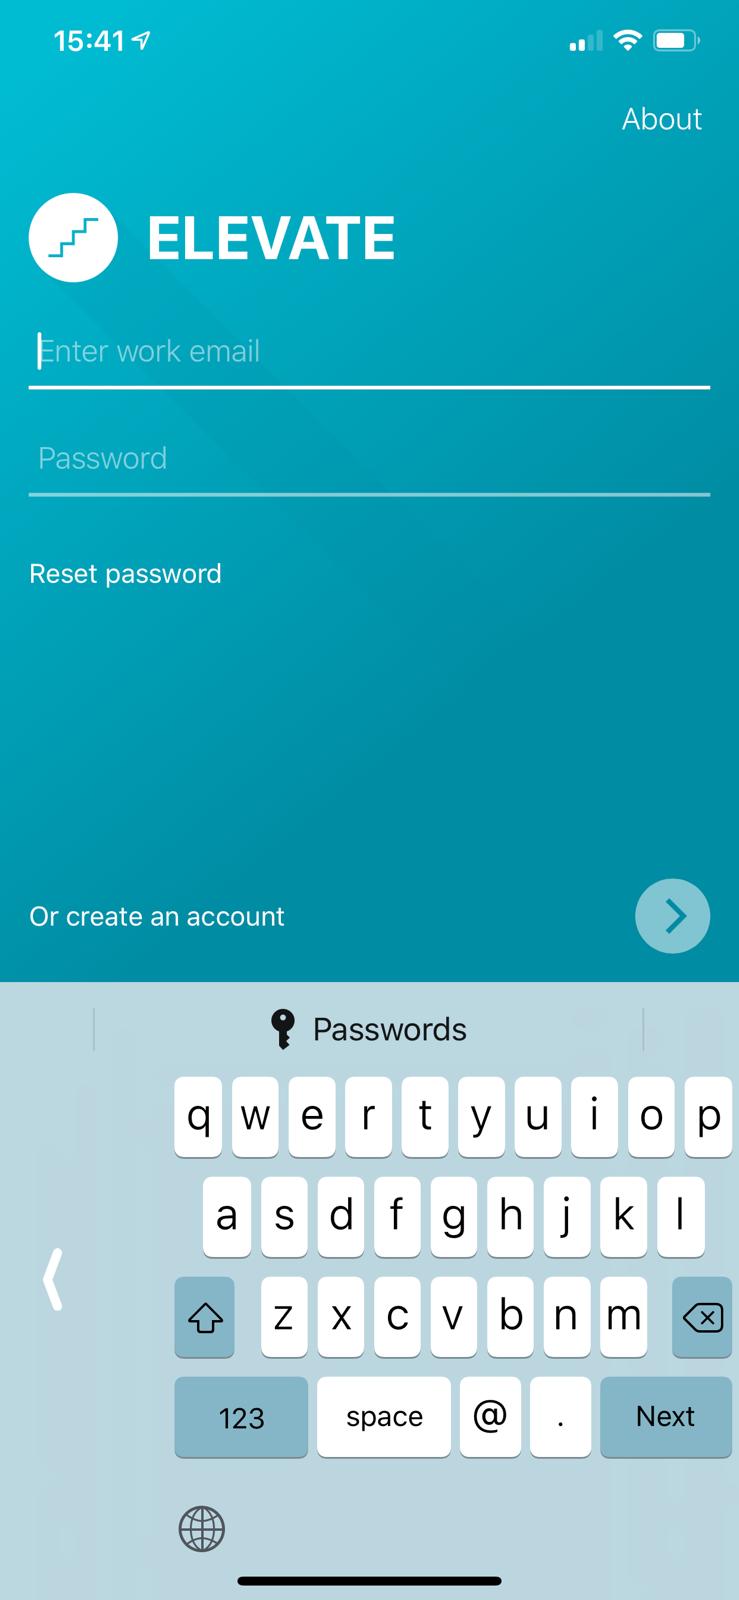 15:41
About
ELEVATE
Enter work email
Password
Reset password
Or create an account
Passwords
q w e r t y u i o p
a s d f g h j k l
z x c v b n m
123 space @ . Next